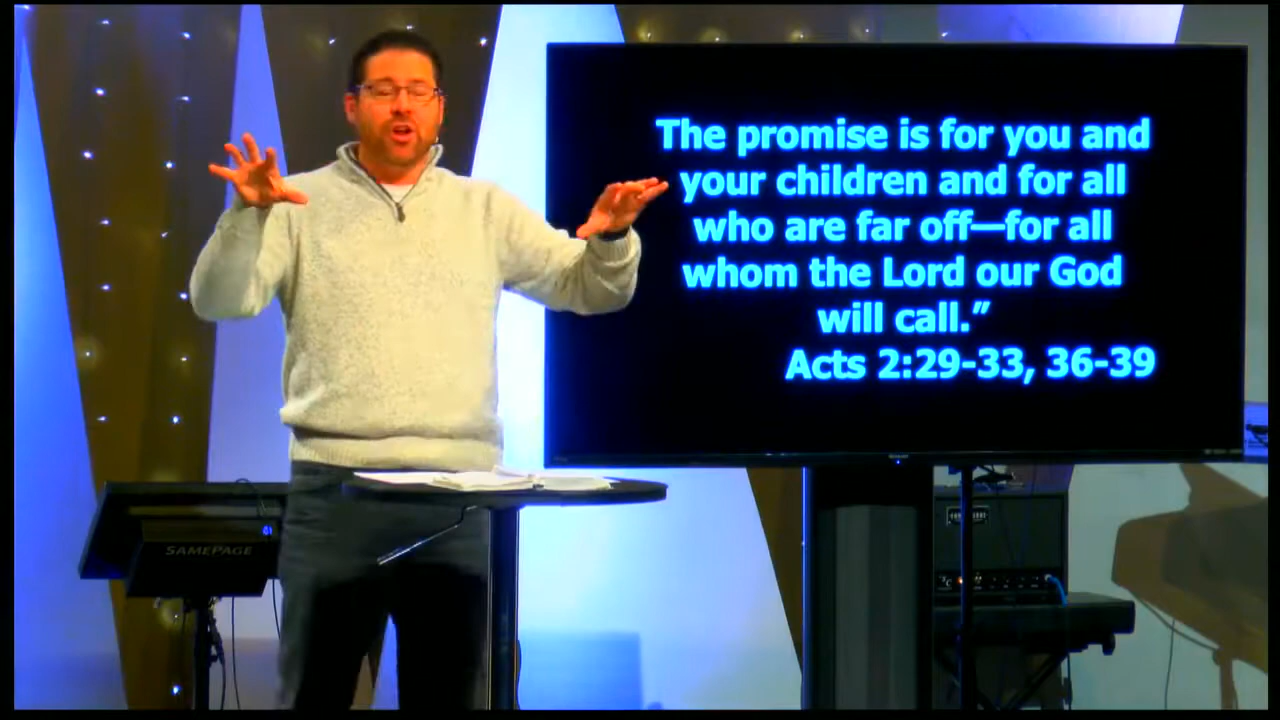 The promise is for you and
your children and for all
who are far off—for all
whom the Lord our God
will call.”
Acts 2:29-33, 36-39
SAMEPAGE